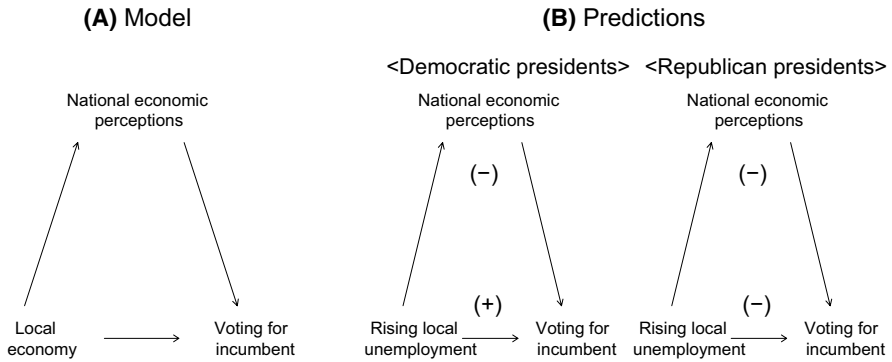 (A) Model
National economic
perceptions
Local
economy
Voting for
incumbent
(B) Predictions
<Democratic presidents>
National economic
perceptions
(−)
(+)
Rising local
unemployment
Voting for
incumbent
<Republican presidents>
National economic
perceptions
(−)
(−)
Rising local
unemployment
Voting for
incumbent